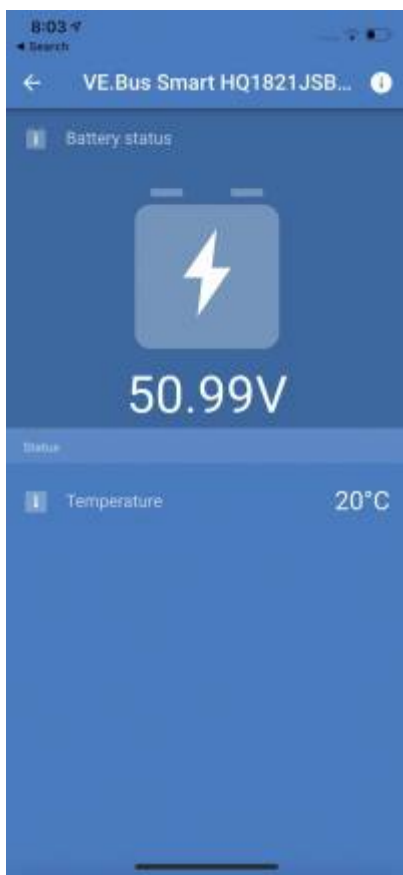 8:03
◀ Search
VE.Bus Smart HQ1821JSB...
Battery status
50.99V
Status
Temperature 20°C